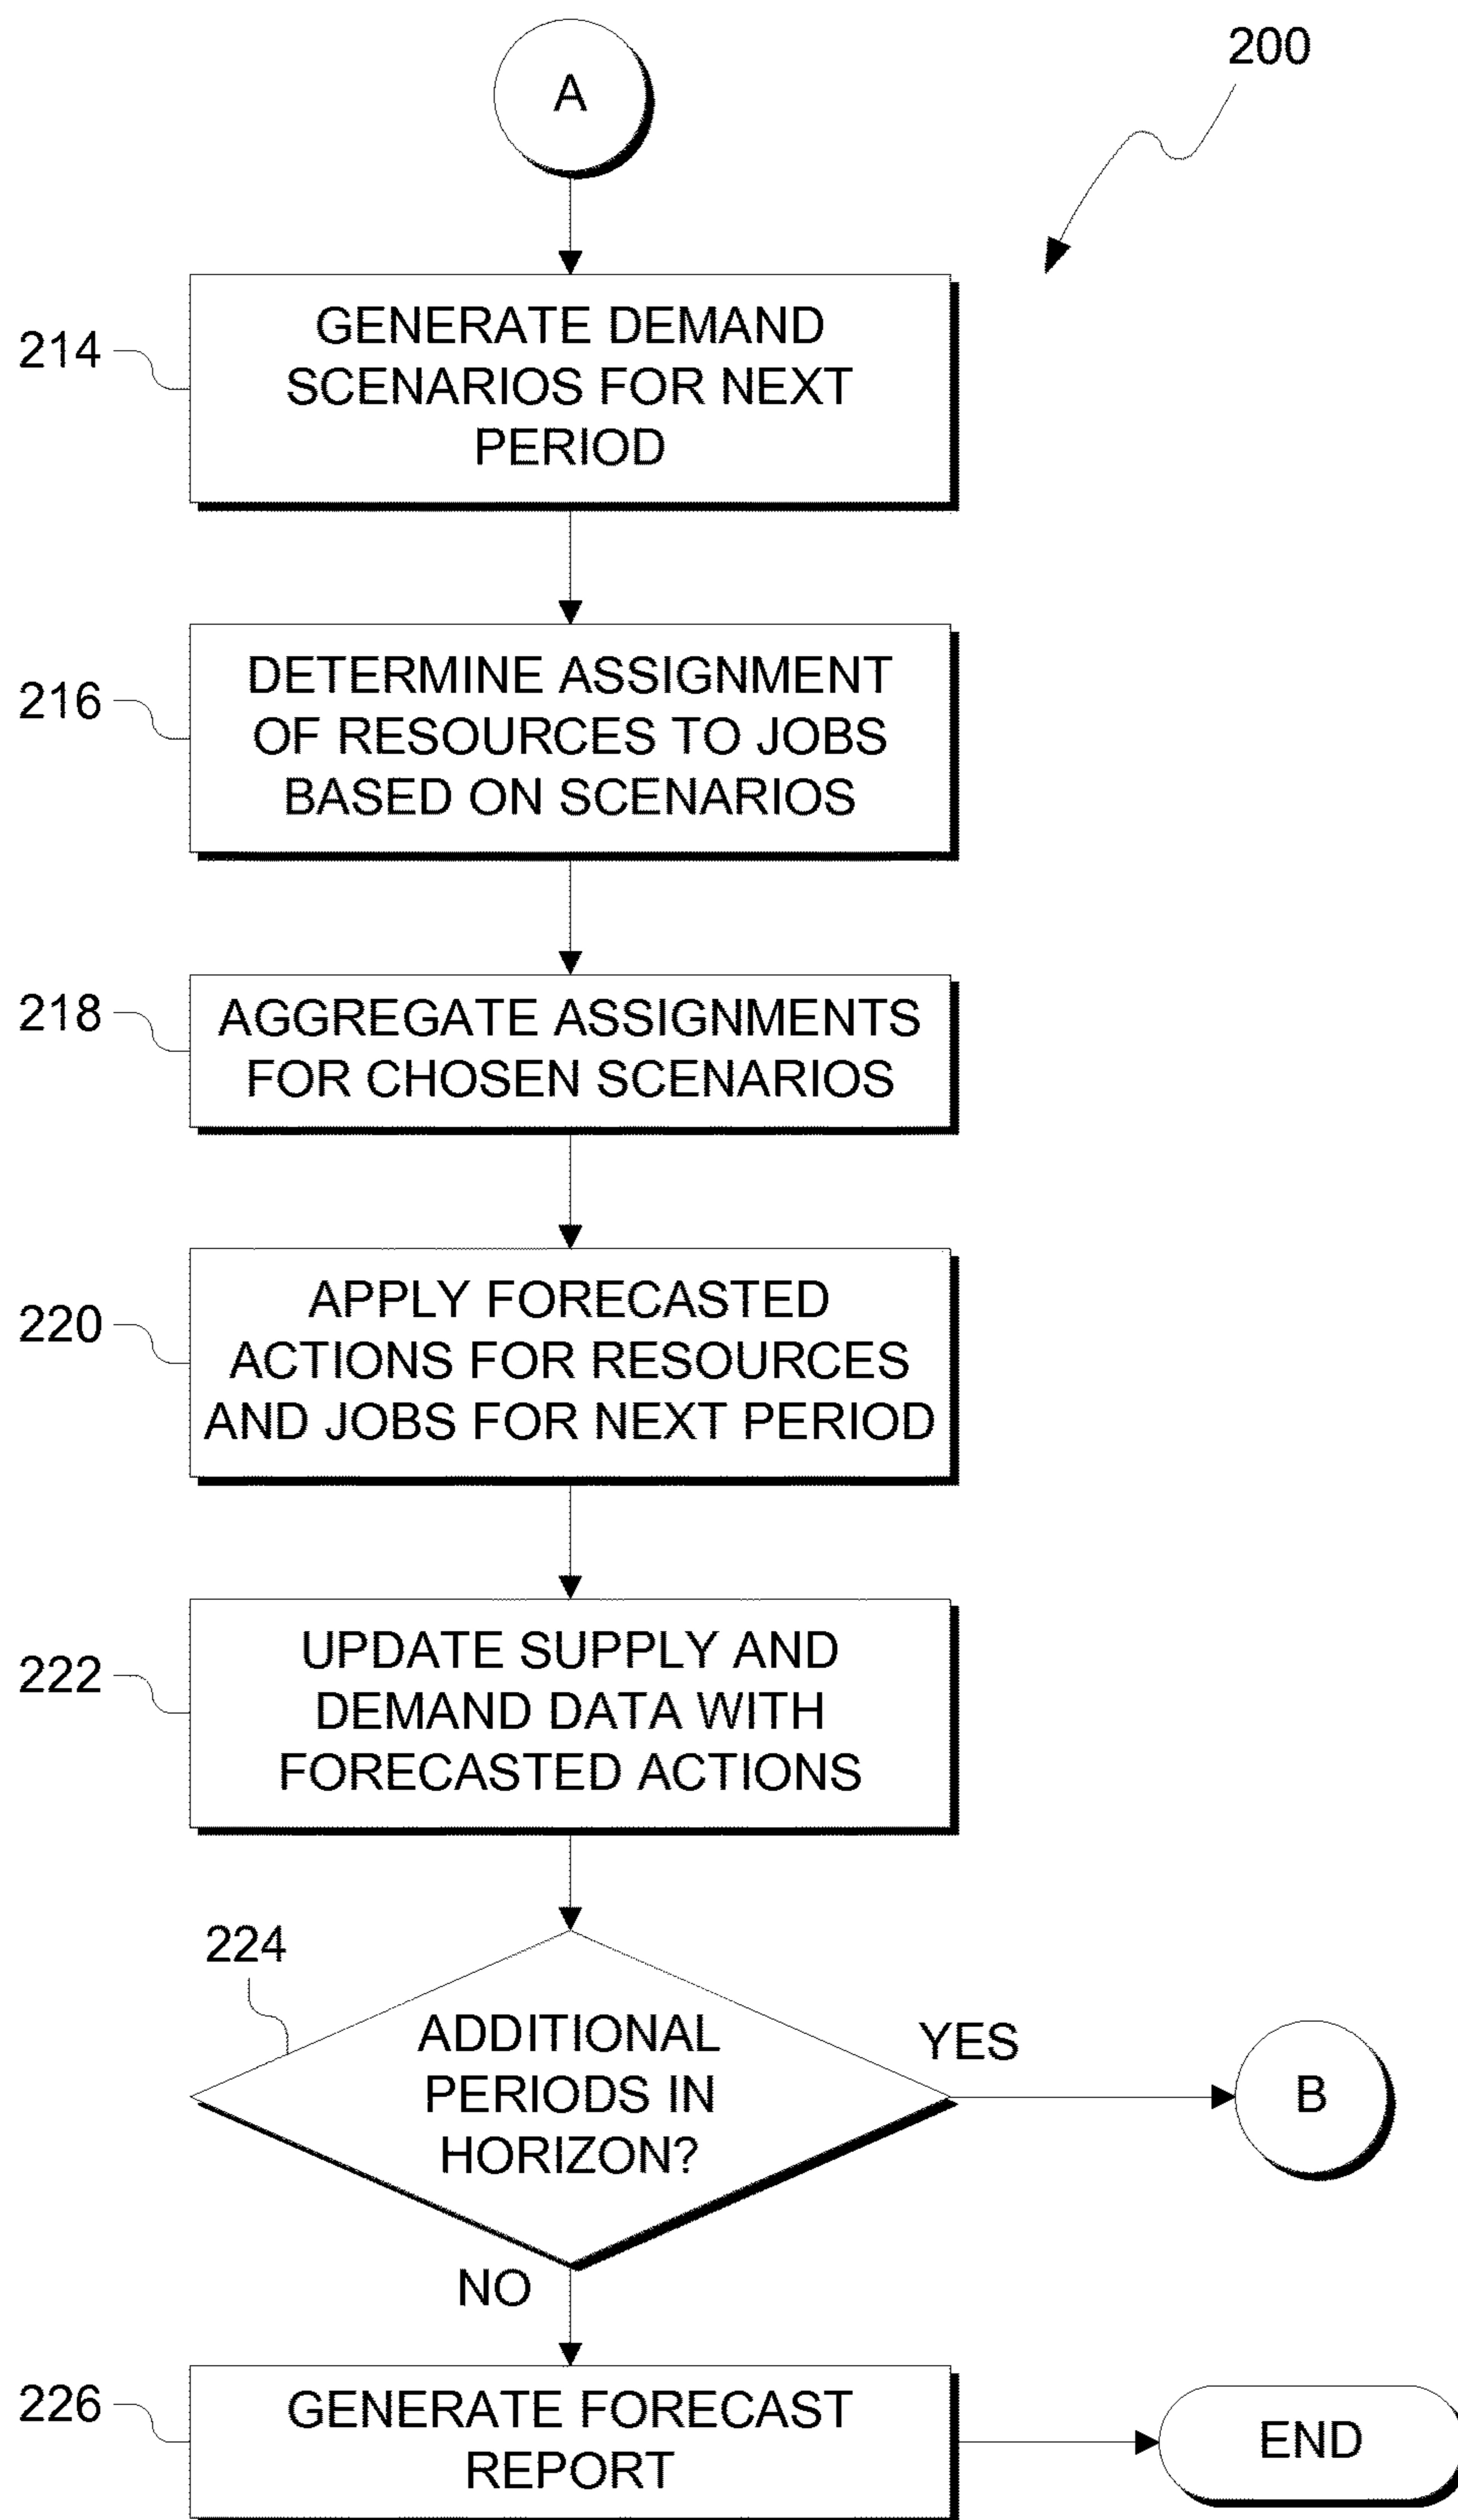 A
200
214
GENERATE DEMAND
SCENARIOS FOR NEXT
PERIOD
216
DETERMINE ASSIGNMENT
OF RESOURCES TO JOBS
BASED ON SCENARIOS
218
AGGREGATE ASSIGNMENTS
FOR CHOSEN SCENARIOS
220
APPLY FORECASTED
ACTIONS FOR RESOURCES
AND JOBS FOR NEXT PERIOD
222
UPDATE SUPPLY AND
DEMAND DATA WITH
FORECASTED ACTIONS
224
ADDITIONAL
PERIODS IN
HORIZON?
YES
B
NO
226
GENERATE FORECAST
REPORT
END